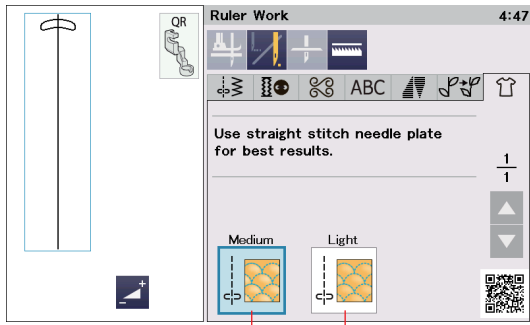 QR
Ruler Work 4:47
ABC
Use straight stitch needle plate
for best results.
1
1
Medium Light